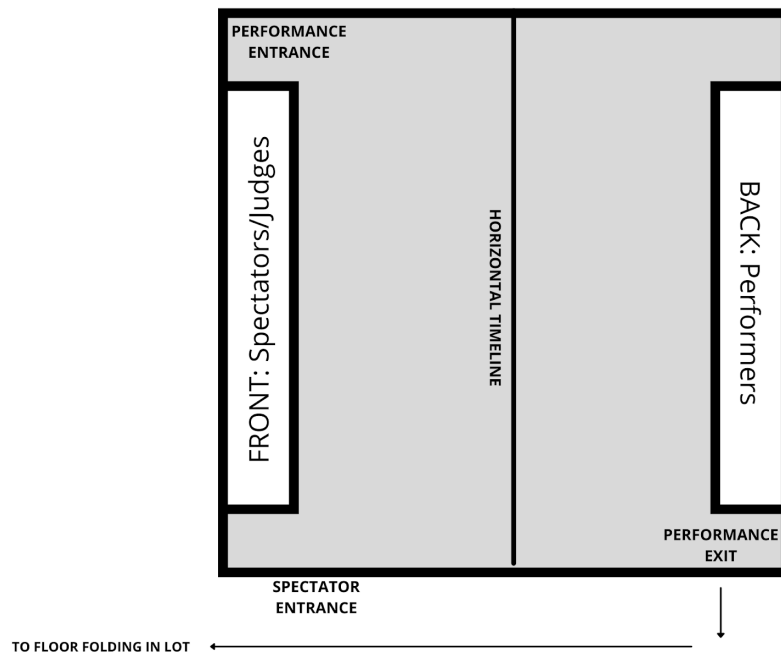 PERFORMANCE
ENTRANCE
FRONT: Spectators/Judges
HORIZONTAL TIMELINE
BACK: Performers
PERFORMANCE
EXIT
SPECTATOR
ENTRANCE
TO FLOOR FOLDING IN LOT